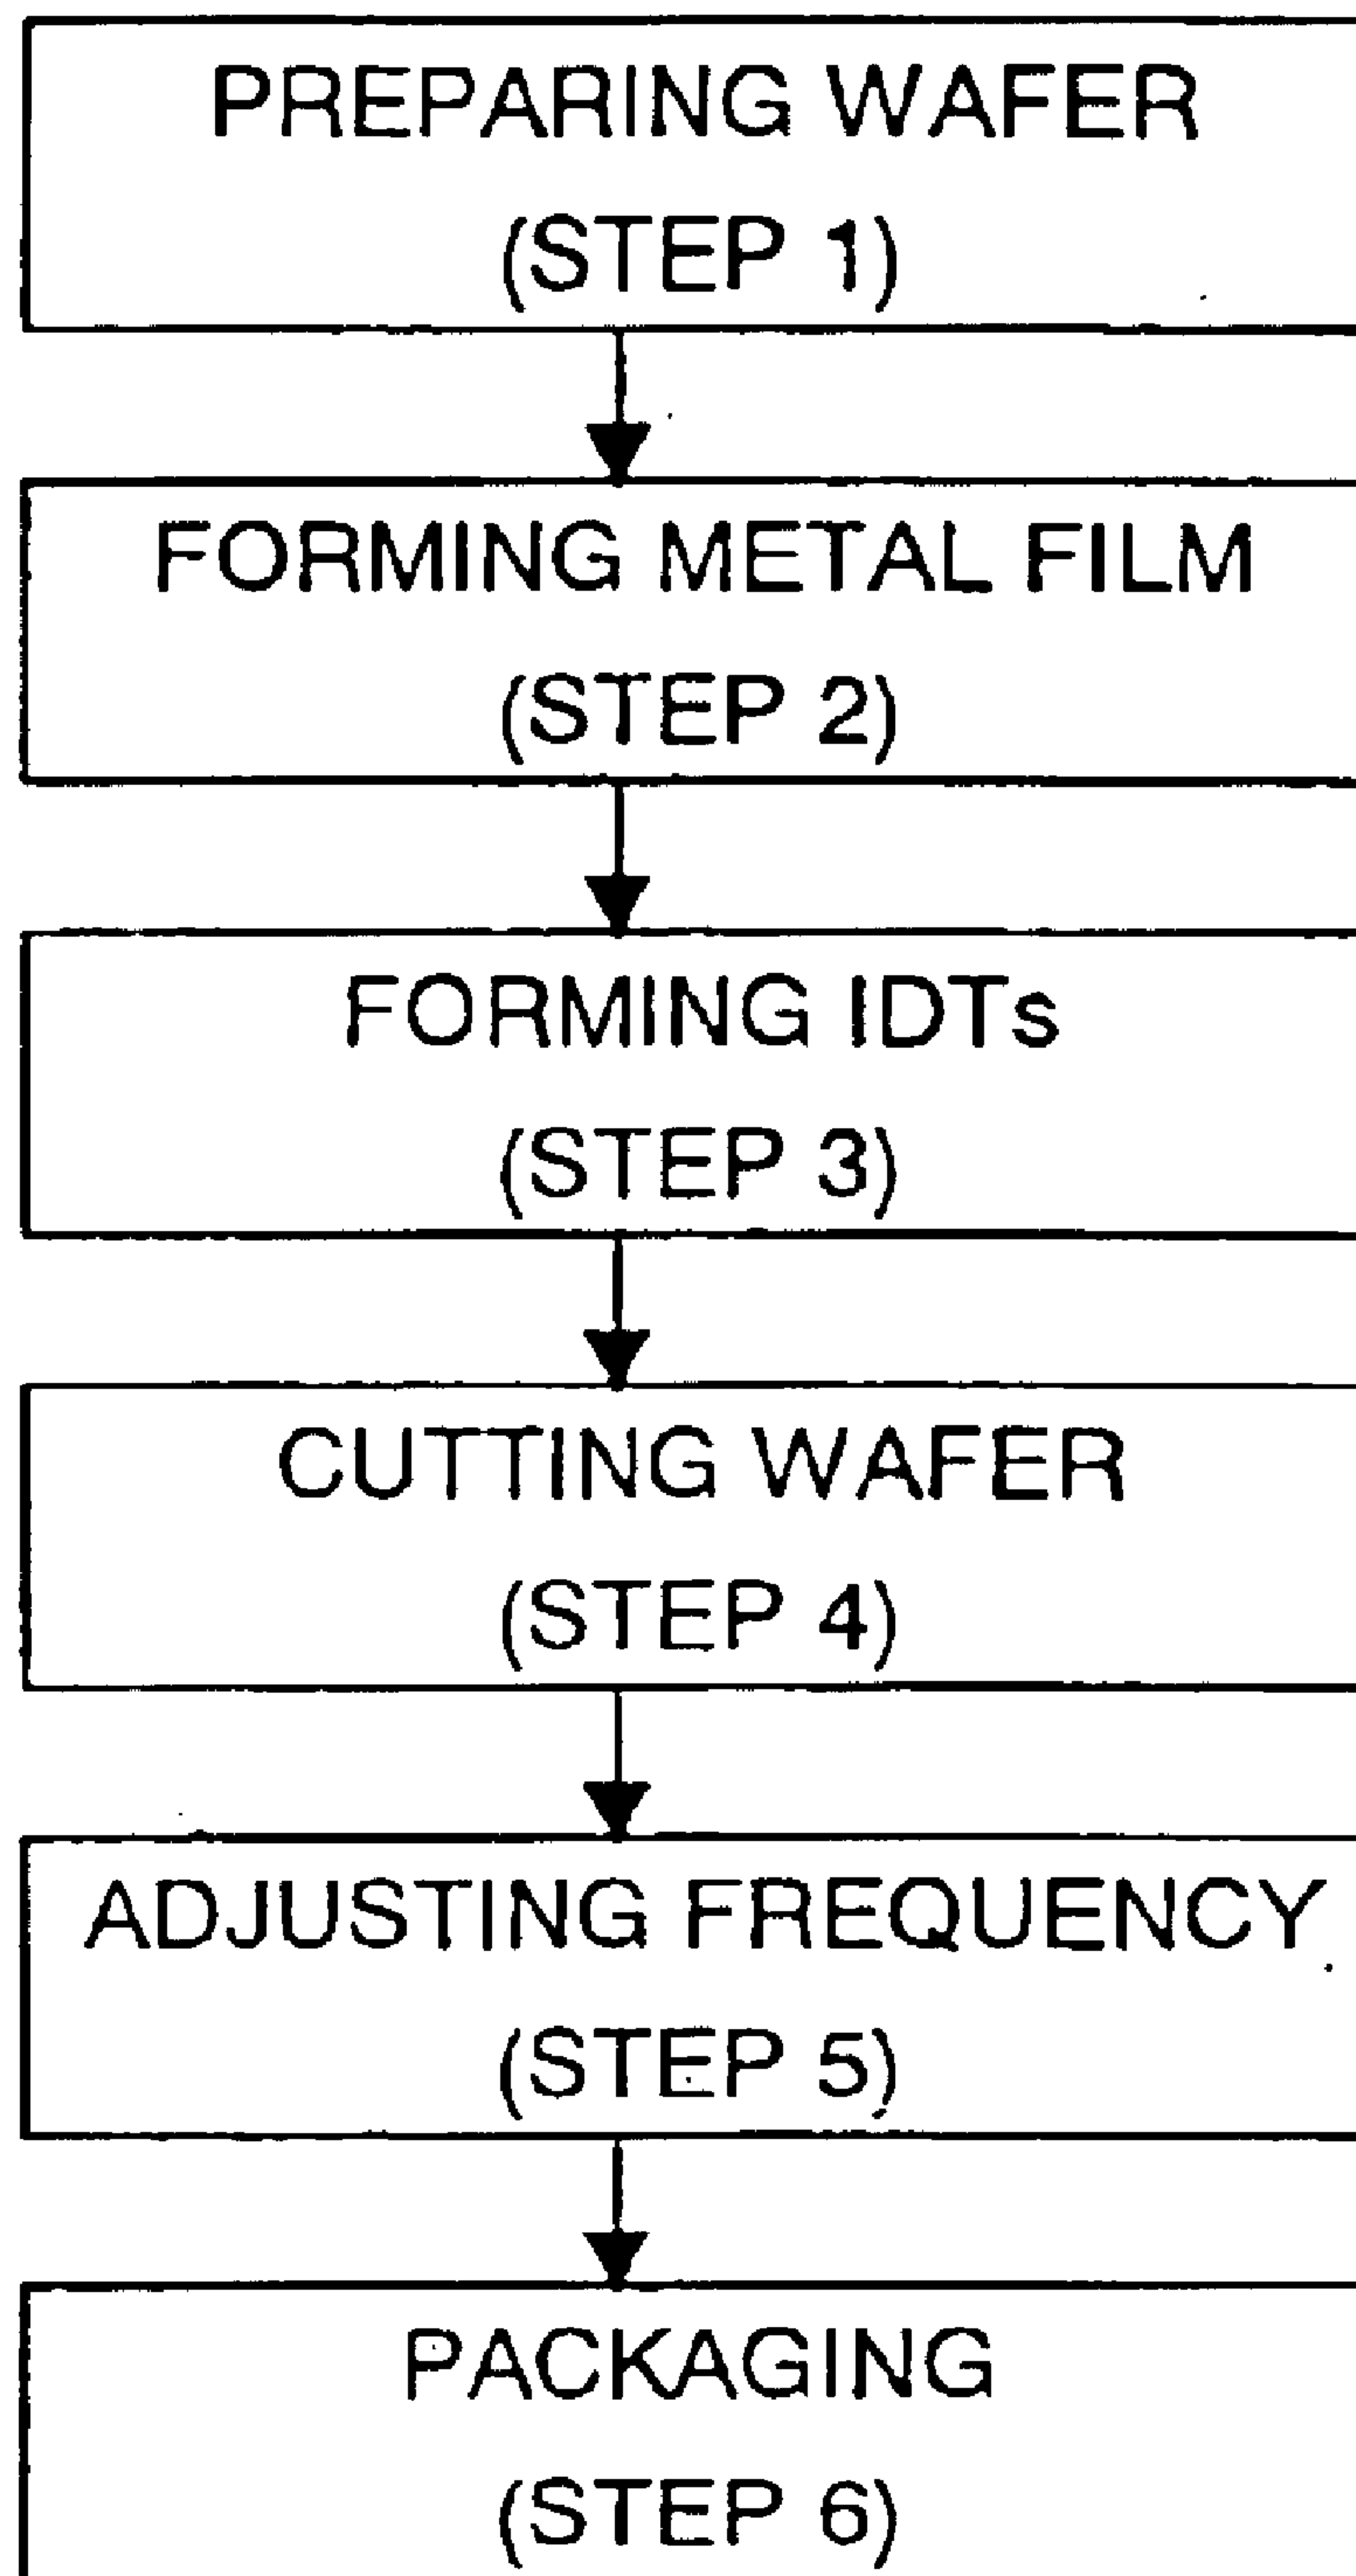 PREPARING WAFER
(STEP 1)
FORMING METAL FILM
(STEP 2)
FORMING IDTs
(STEP 3)
CUTTING WAFER
(STEP 4)
ADJUSTING FREQUENCY
(STEP 5)
PACKAGING
(STEP 6)